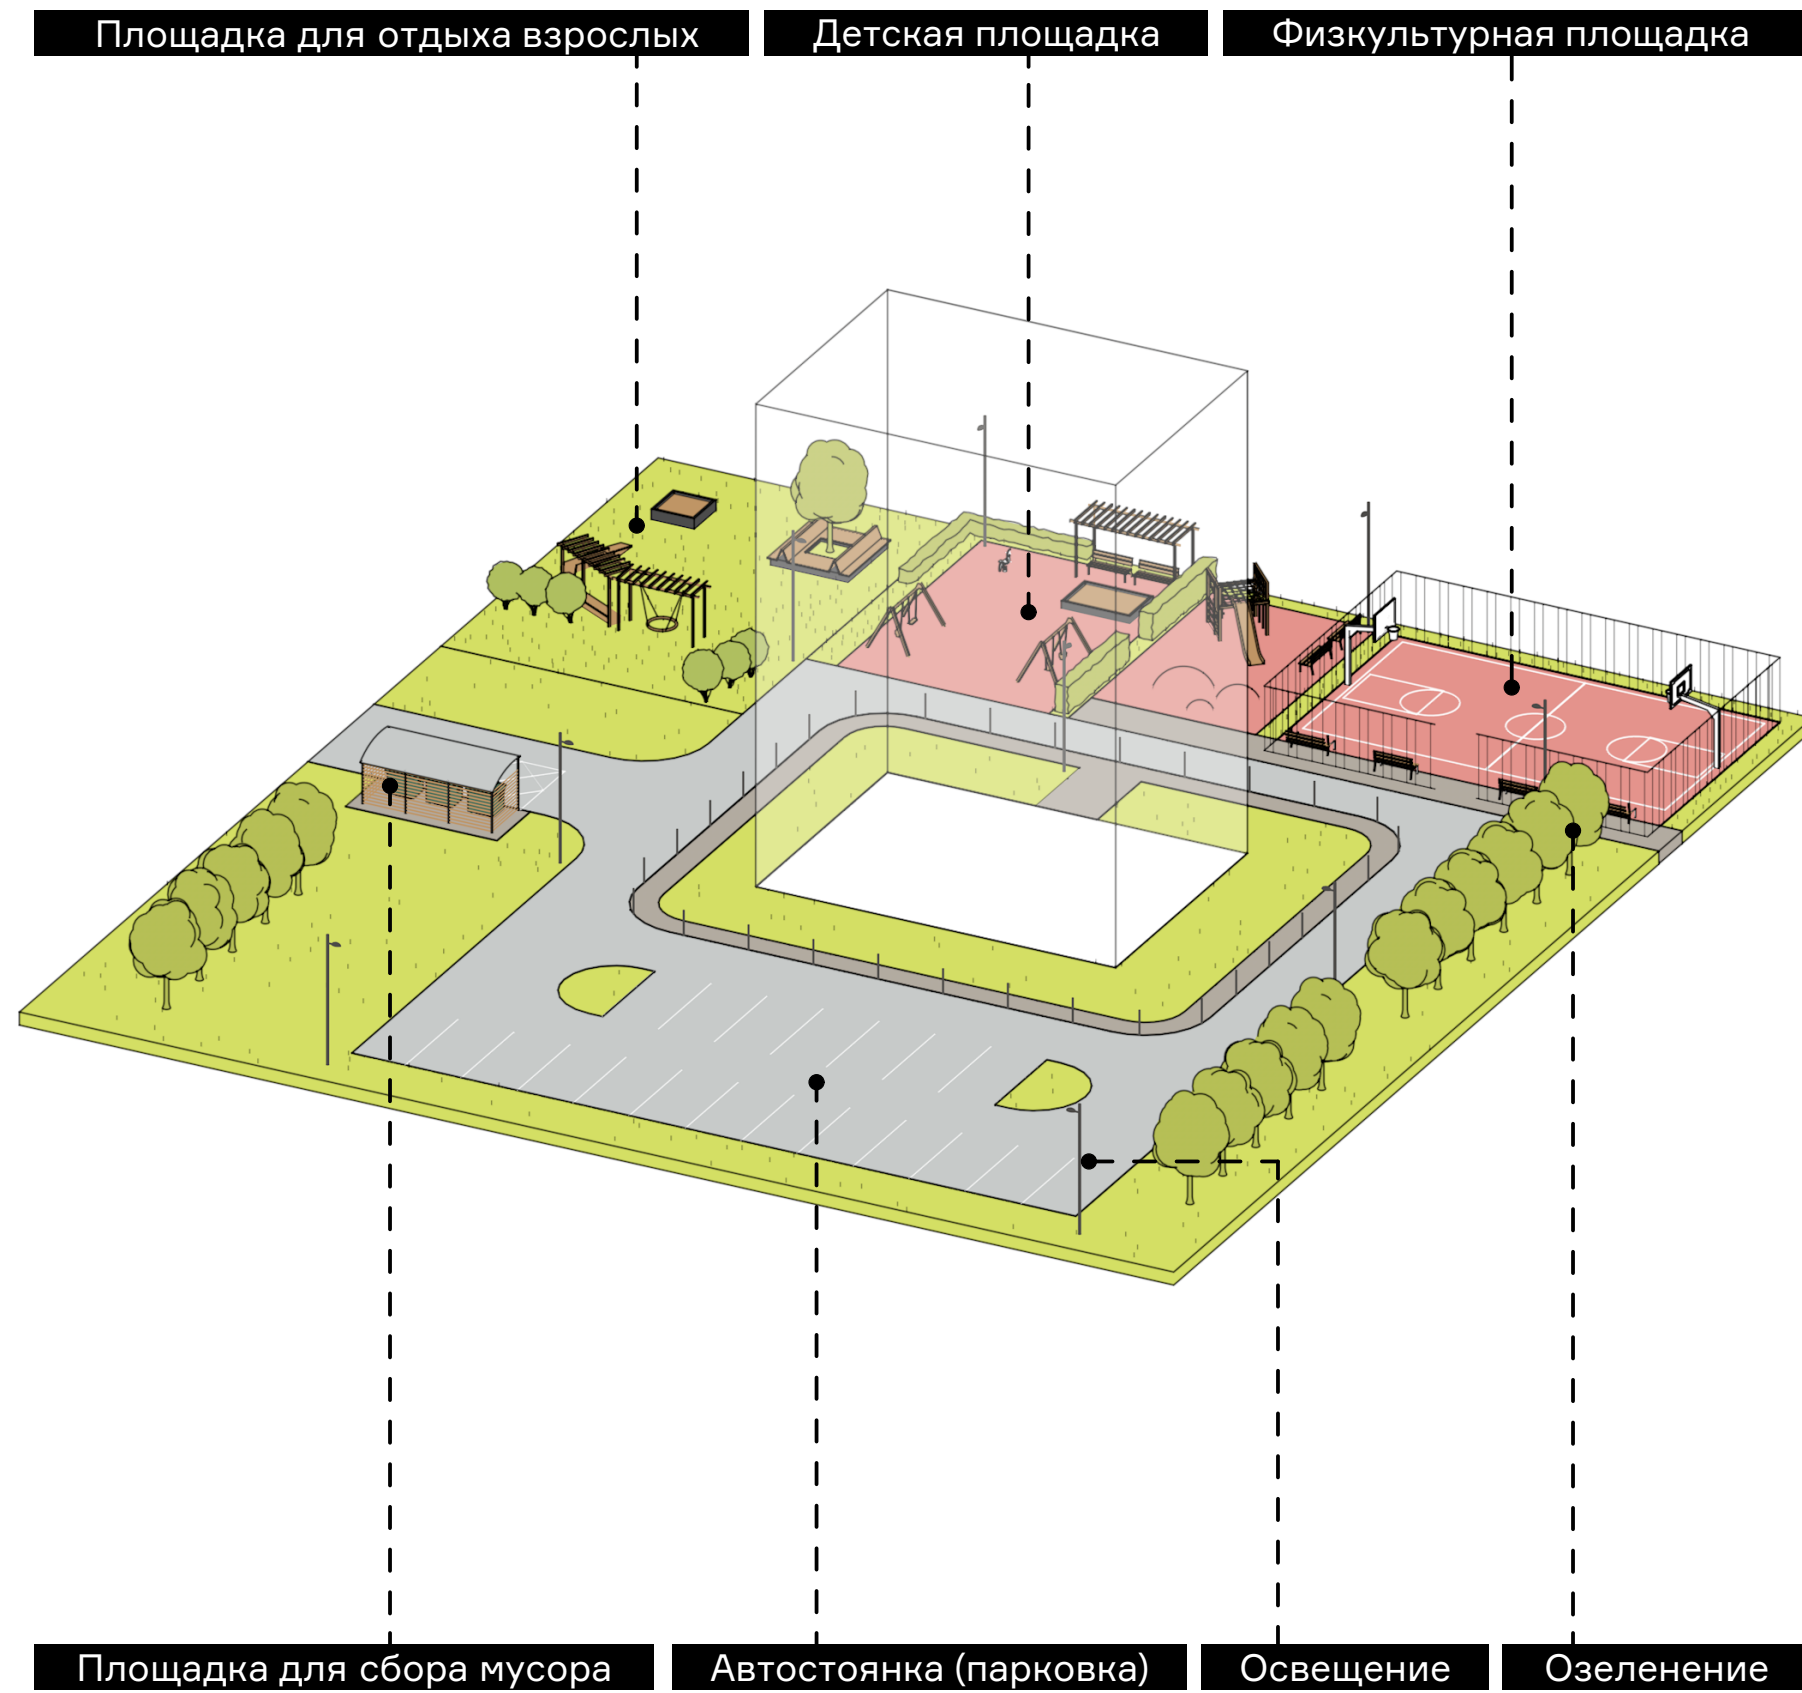 Площадка для отдыха взрослых
Детская площадка
Физкультурная площадка
Площадка для сбора мусора
Автостоянка (парковка)
Освещение
Озеленение